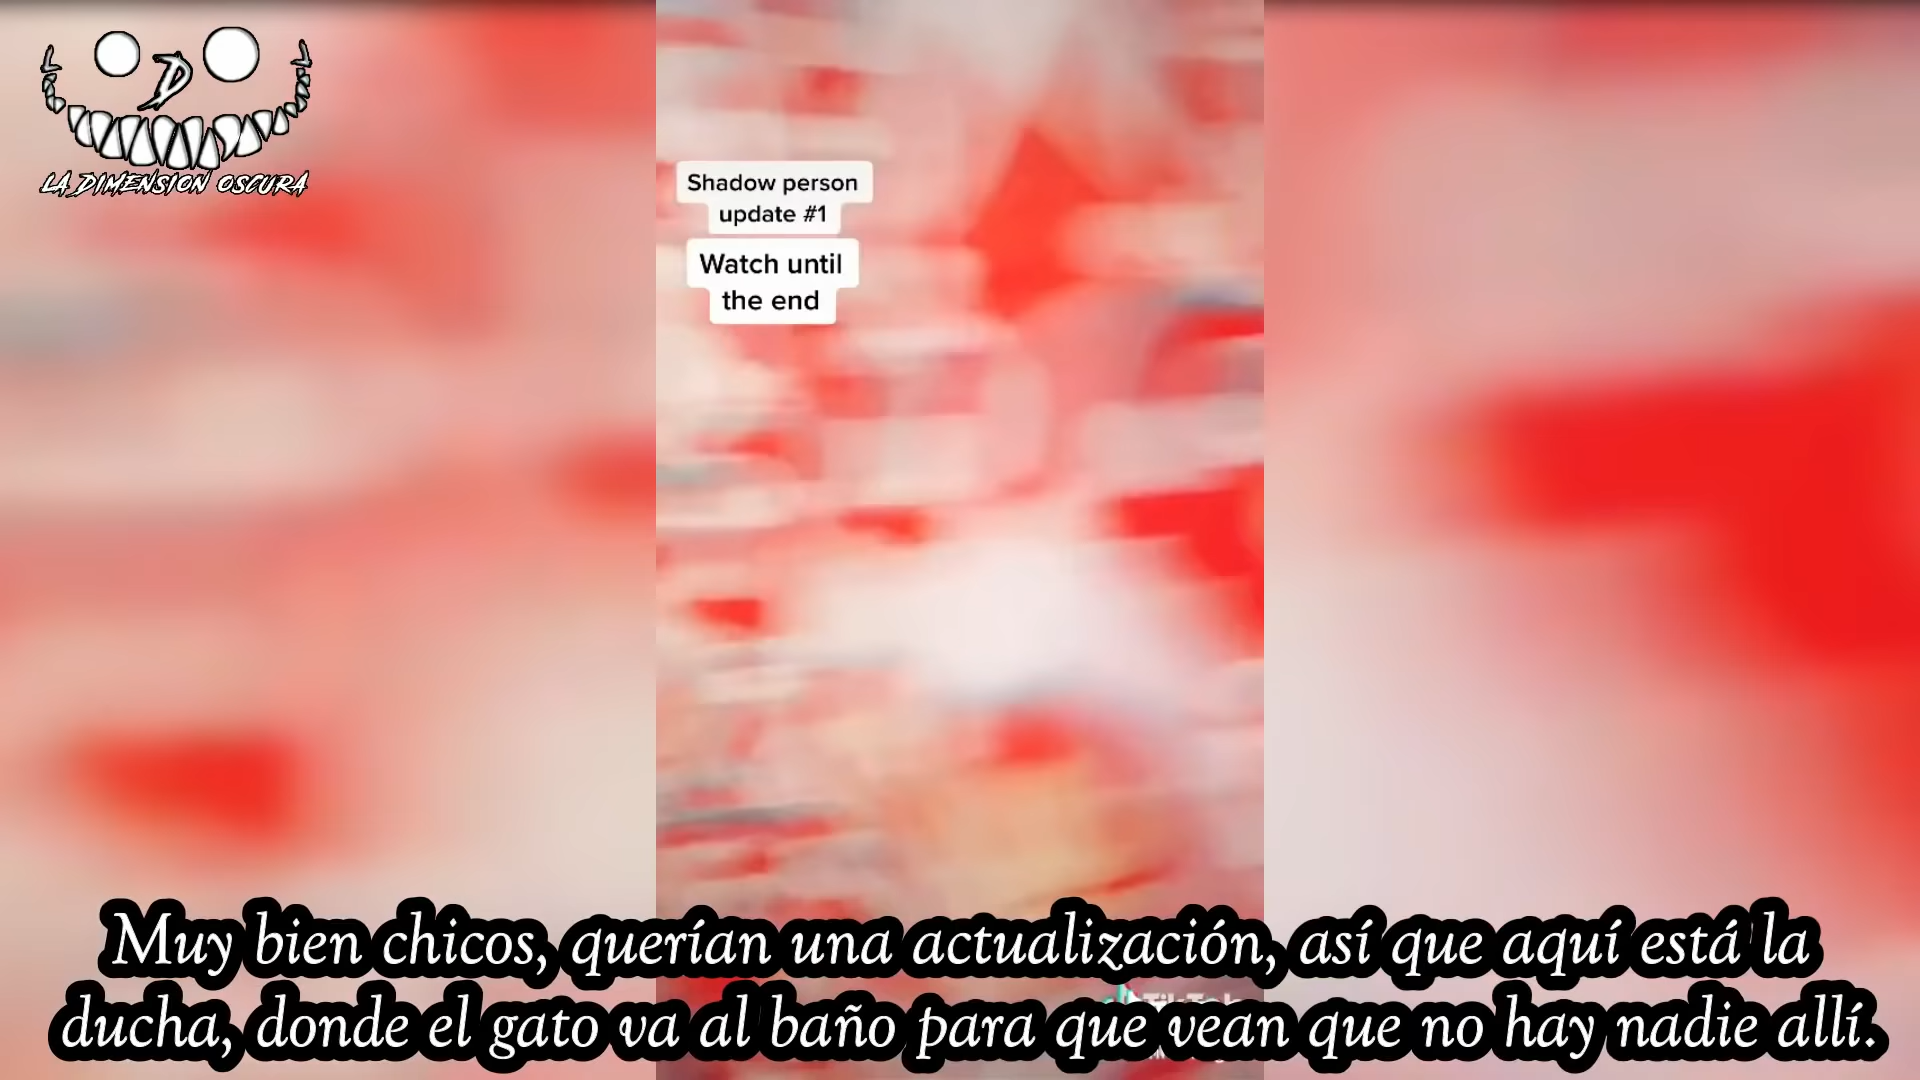 LA DIMENSION OSCURA
Shadow person
update #1
Watch until
the end
Muy bien chicos, querían una actualización, así que aquí está la
ducha, donde el gato va al baño para que vean que no hay nadie allí.